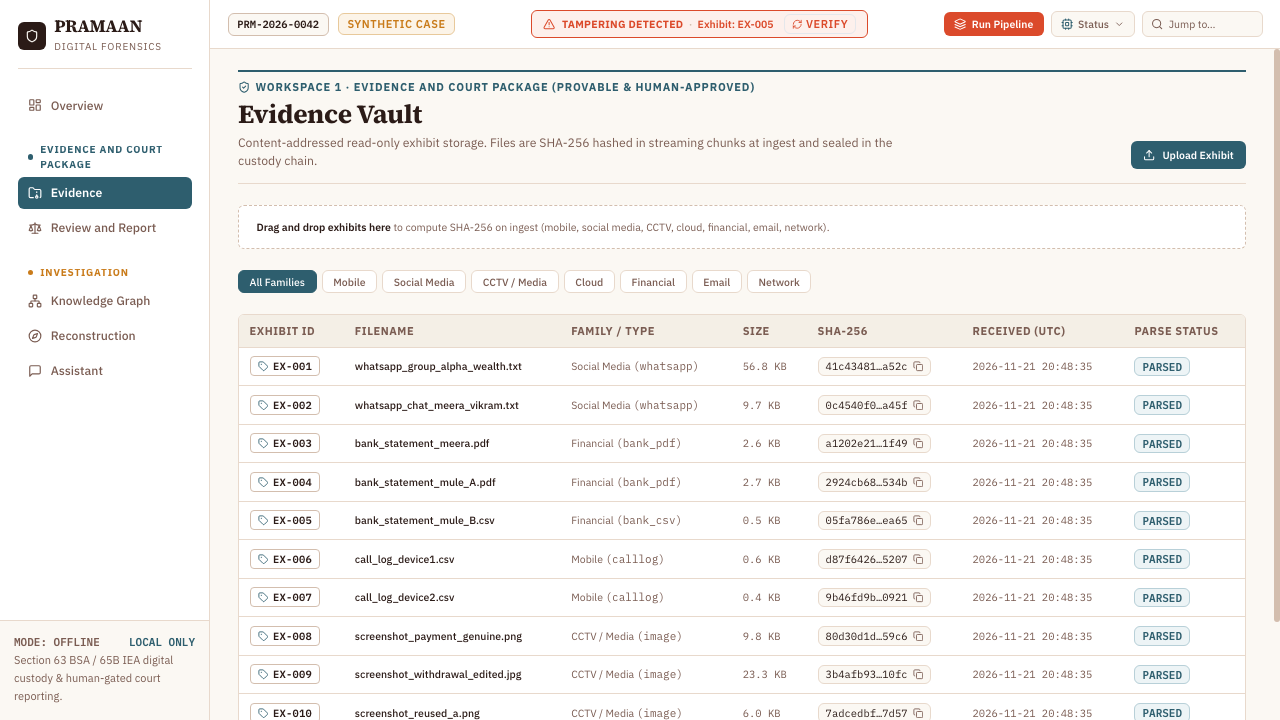 PRAMAAN
DIGITAL FORENSICS
Overview
EVIDENCE AND COURT
PACKAGE
Evidence
Review and Report
INVESTIGATION
Knowledge Graph
Reconstruction
Assistant
MODE: OFFLINE LOCAL ONLY
Section 63 BSA / 65B IEA digital
custody & human-gated court
reporting.
PRM-2026-0042 SYNTHETIC CASE TAMPERING DETECTED · Exhibit: EX-005 VERIFY Run Pipeline Status Jump to...
WORKSPACE 1 · EVIDENCE AND COURT PACKAGE (PROVABLE & HUMAN-APPROVED)
Evidence Vault
Content-addressed read-only exhibit storage. Files are SHA-256 hashed in streaming chunks at ingest and sealed in the
custody chain.
Upload Exhibit
Drag and drop exhibits here to compute SHA-256 on ingest (mobile, social media, CCTV, cloud, financial, email, network).
All Families Mobile Social Media CCTV / Media Cloud Financial Email Network
EXHIBIT ID FILENAME FAMILY / TYPE SIZE SHA-256 RECEIVED (UTC) PARSE STATUS
EX-001 whatsapp_group_alpha_wealth.txt Social Media (whatsapp) 56.8 KB 41c43481…a52c 2026-11-21 20:48:35 PARSED
EX-002 whatsapp_chat_meera_vikram.txt Social Media (whatsapp) 9.7 KB 0c4540f0…a45f 2026-11-21 20:48:35 PARSED
EX-003 bank_statement_meera.pdf Financial (bank_pdf) 2.6 KB a1202e21…1f49 2026-11-21 20:48:35 PARSED
EX-004 bank_statement_mule_A.pdf Financial (bank_pdf) 2.7 KB 2924cb68…534b 2026-11-21 20:48:35 PARSED
EX-005 bank_statement_mule_B.csv Financial (bank_csv) 0.5 KB 05fa786e…ea65 2026-11-21 20:48:35 PARSED
EX-006 call_log_device1.csv Mobile (calllog) 0.6 KB d87f6426…5207 2026-11-21 20:48:35 PARSED
EX-007 call_log_device2.csv Mobile (calllog) 0.4 KB 9b46fd9b…0921 2026-11-21 20:48:35 PARSED
EX-008 screenshot_payment_genuine.png CCTV / Media (image) 9.8 KB 80d30d1d…59c6 2026-11-21 20:48:35 PARSED
EX-009 screenshot_withdrawal_edited.jpg CCTV / Media (image) 23.3 KB 3b4afb93…10fc 2026-11-21 20:48:35 PARSED
EX-010 screenshot_reused_a.png CCTV / Media (image) 6.0 KB 7adcedbf…7d57 2026-11-21 20:48:35 PARSED